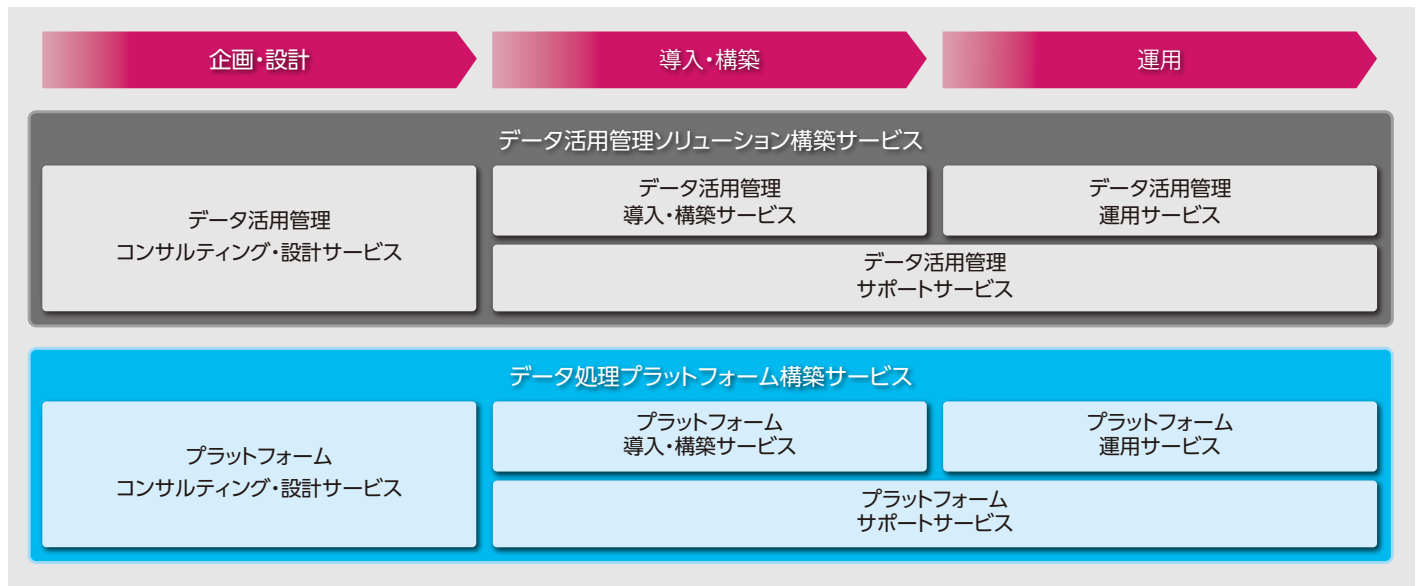 企画・設計
導入・構築
運用
データ活用管理ソリューション構築サービス
データ活用管理
コンサルティング・設計サービス
データ活用管理
導入・構築サービス
データ活用管理
運用サービス
データ活用管理
サポートサービス
データ処理プラットフォーム構築サービス
プラットフォーム
コンサルティング・設計サービス
プラットフォーム
導入・構築サービス
プラットフォーム
運用サービス
プラットフォーム
サポートサービス